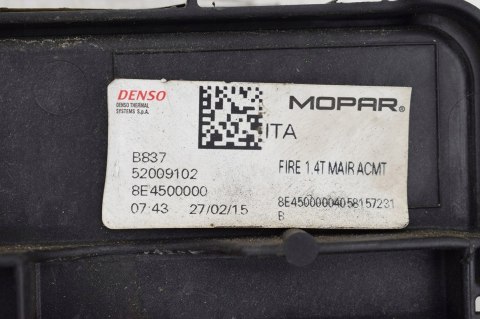 DENSO
DENSO THERMAL
SYSTEMS S.p.A.
MOPAR®
ITA
B837
52009102
8E4500000
07:43 27/02/15
FIRE 1.4T MAIR ACMT
8E45000004058157231
B